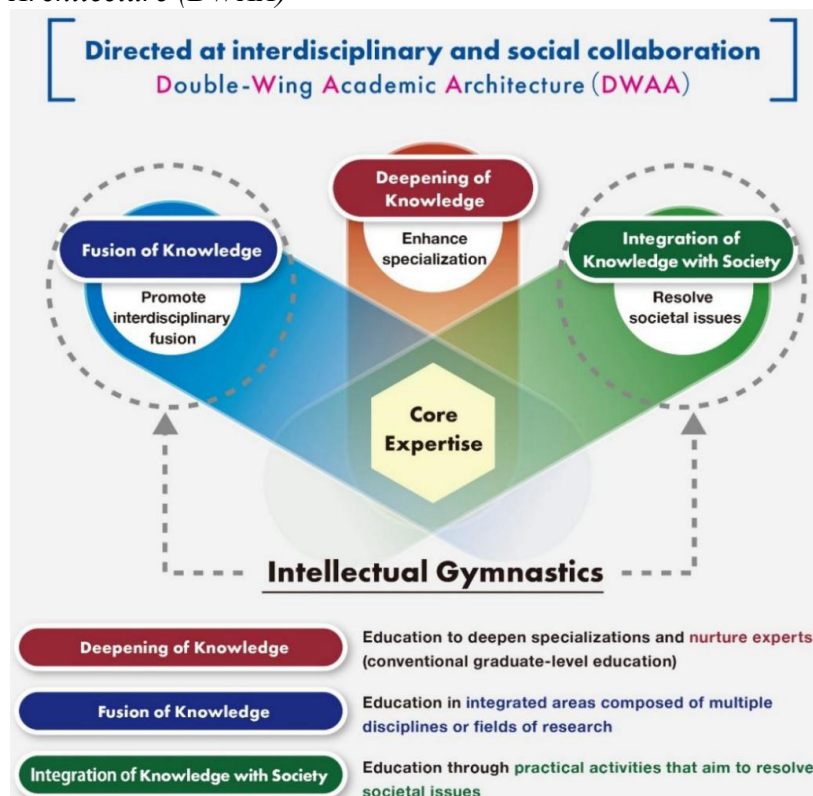 Architecture (DWAA)
Directed at interdisciplinary and social collaboration
Double-Wing Academic Architecture (DWAA)
Deepening of
Knowledge
Enhance
specialization
Fusion of Knowledge
Promote
interdisciplinary
fusion
Integration of
Knowledge with Society
Resolve
societal issues
Core
Expertise
Intellectual Gymnastics
Deepening of Knowledge
Education to deepen specializations and nurture experts
(conventional graduate-level education)
Fusion of Knowledge
Education in integrated areas composed of multiple
disciplines or fields of research
Integration of Knowledge with Society
Education through practical activities that aim to resolve
societal issues